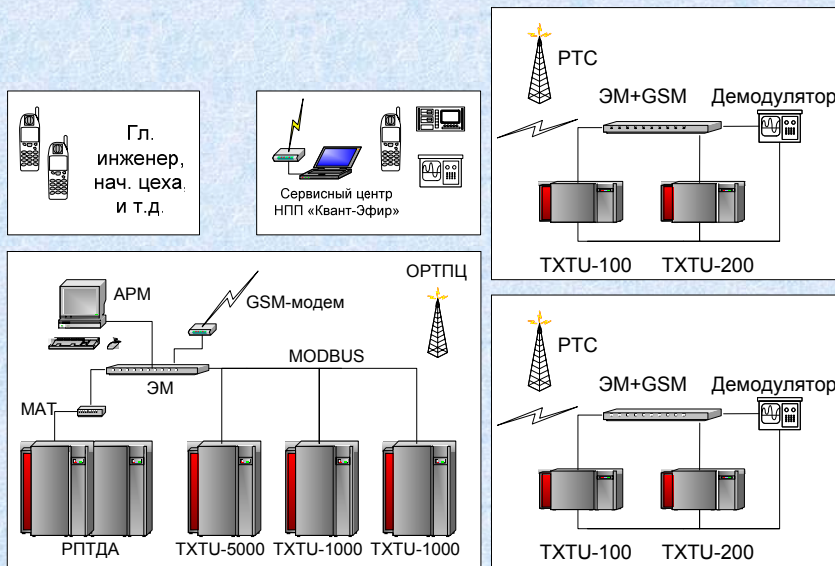 Гл.
инженер,
нач. цеха,
и т.д.
Сервисный центр
НПП «Квант-Эфир»
РТС
ЭМ+GSM
Демодулятор
TXTU-100
TXTU-200
ОРТПЦ
АРМ
GSM-модем
MODBUS
ЭМ
МАТ
РПТДА
TXTU-5000
TXTU-1000
TXTU-1000
РТС
ЭМ+GSM
Демодулятор
TXTU-100
TXTU-200